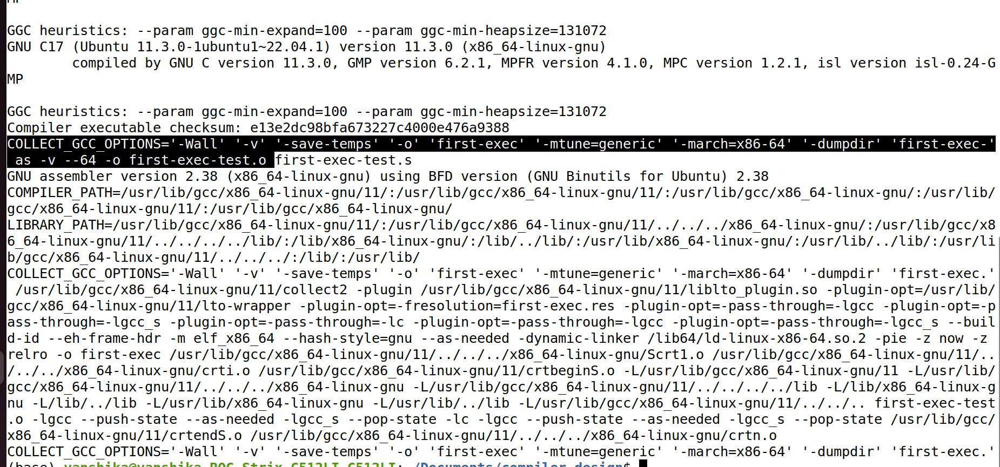 MP
GGC heuristics: --param ggc-min-expand=100 --param ggc-min-heapsize=131072
GNU C17 (Ubuntu 11.3.0-1ubuntu1~22.04.1) version 11.3.0 (x86_64-linux-gnu)
        compiled by GNU C version 11.3.0, GMP version 6.2.1, MPFR version 4.1.0, MPC version 1.2.1, isl version isl-0.24-G
MP
GGC heuristics: --param ggc-min-expand=100 --param ggc-min-heapsize=131072
Compiler executable checksum: e13e2dc98bfa673227c4000e476a9388
COLLECT_GCC_OPTIONS='-Wall' '-v' '-save-temps' '-o' 'first-exec' '-mtune=generic' '-march=x86-64' '-dumpdir' 'first-exec-'
 as -v --64 -o first-exec-test.o first-exec-test.s
GNU assembler version 2.38 (x86_64-linux-gnu) using BFD version (GNU Binutils for Ubuntu) 2.38
COMPILER_PATH=/usr/lib/gcc/x86_64-linux-gnu/11/:/usr/lib/gcc/x86_64-linux-gnu/11/:/usr/lib/gcc/x86_64-linux-gnu/:/usr/lib/
gcc/x86_64-linux-gnu/11/:/usr/lib/gcc/x86_64-linux-gnu/
LIBRARY_PATH=/usr/lib/gcc/x86_64-linux-gnu/11/:/usr/lib/gcc/x86_64-linux-gnu/11/../../../x86_64-linux-gnu/:/usr/lib/gcc/x8
6_64-linux-gnu/11/../../../../lib/:/lib/x86_64-linux-gnu/:/lib/../lib/:/usr/lib/x86_64-linux-gnu/:/usr/lib/../lib/:/usr/li
b/gcc/x86_64-linux-gnu/11/../../../:/lib/:/usr/lib/
COLLECT_GCC_OPTIONS='-Wall' '-v' '-save-temps' '-o' 'first-exec' '-mtune=generic' '-march=x86-64' '-dumpdir' 'first-exec.'
 /usr/lib/gcc/x86_64-linux-gnu/11/collect2 -plugin /usr/lib/gcc/x86_64-linux-gnu/11/liblto_plugin.so -plugin-opt=/usr/lib/
gcc/x86_64-linux-gnu/11/lto-wrapper -plugin-opt=-fresolution=first-exec.res -plugin-opt=-pass-through=-lgcc -plugin-opt=-p
ass-through=-lgcc_s -plugin-opt=-pass-through=-lc -plugin-opt=-pass-through=-lgcc -plugin-opt=-pass-through=-lgcc_s --buil
d-id --eh-frame-hdr -m elf_x86_64 --hash-style=gnu --as-needed -dynamic-linker /lib64/ld-linux-x86-64.so.2 -pie -z now -z
relro -o first-exec /usr/lib/gcc/x86_64-linux-gnu/11/../../../x86_64-linux-gnu/Scrt1.o /usr/lib/gcc/x86_64-linux-gnu/11/..
/../../x86_64-linux-gnu/crti.o /usr/lib/gcc/x86_64-linux-gnu/11/crtbeginS.o -L/usr/lib/gcc/x86_64-linux-gnu/11 -L/usr/lib/
gcc/x86_64-linux-gnu/11/../../../x86_64-linux-gnu -L/usr/lib/gcc/x86_64-linux-gnu/11/../../../../lib -L/lib/x86_64-linux-g
nu -L/lib/../lib -L/usr/lib/x86_64-linux-gnu -L/usr/lib/../lib -L/usr/lib/gcc/x86_64-linux-gnu/11/../../.. first-exec-test
.o -lgcc --push-state --as-needed -lgcc_s --pop-state -lc -lgcc --push-state --as-needed -lgcc_s --pop-state /usr/lib/gcc/
x86_64-linux-gnu/11/crtendS.o /usr/lib/gcc/x86_64-linux-gnu/11/../../../x86_64-linux-gnu/crtn.o
COLLECT_GCC_OPTIONS='-Wall' '-v' '-save-temps' '-o' 'first-exec' '-mtune=generic' '-march=x86-64' '-dumpdir' 'first-exec.'
(base) vanshika@vanshika-ROG-Strix-G512LI-G512LI:~/Documents/compiler design$